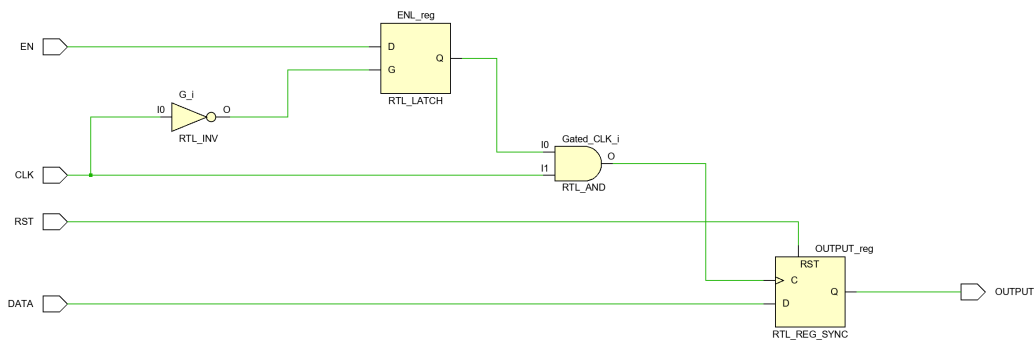 ENL_reg
EN
D
Q
G
RTL_LATCH
G_i
I0
O
RTL_INV
Gated_CLK_i
I0
O
I1
RTL_AND
CLK
RST
OUTPUT_reg
RST
C
Q
D
RTL_REG_SYNC
DATA
OUTPUT